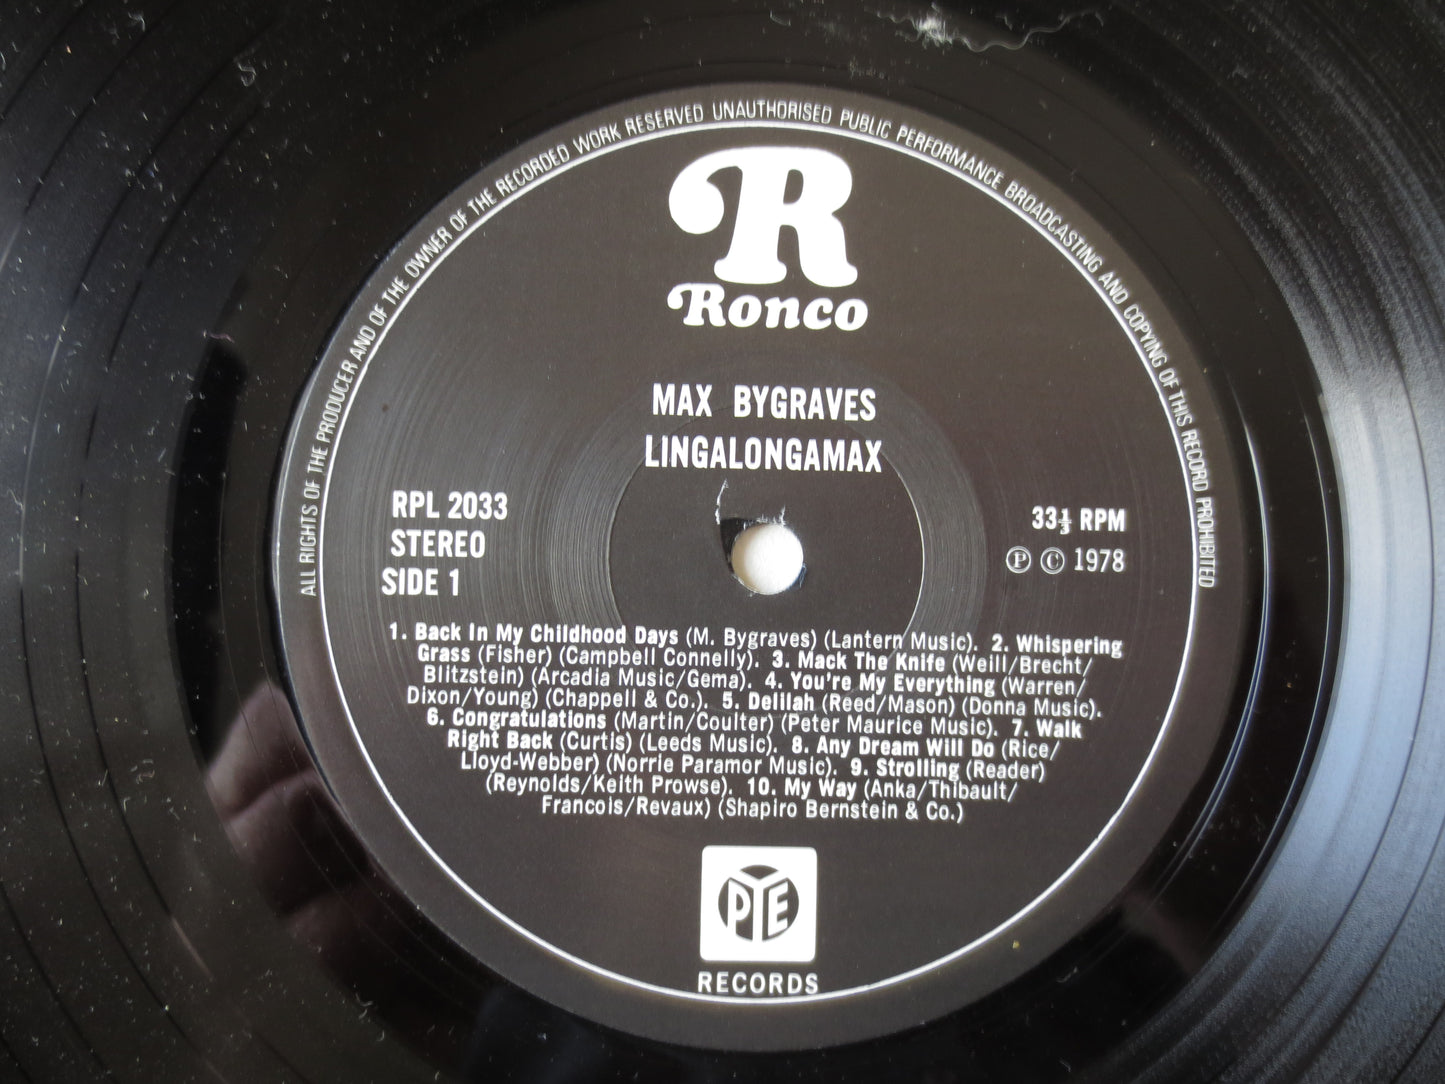 ALL RIGHTS OF THE PRODUCER AND OF THE OWNER OF THE RECORDED WORK RESERVED UNAUTHORISED PUBLIC PERFORMANCE BROADCASTING AND COPYING OF THIS RECORD PROHIBITED
R
Ronco
MAX BYGRAVES
LINGALONGAMAX
RPL 2033
STEREO
SIDE 1
33⅓ RPM
Ⓟ © 1978
1. Back In My Childhood Days (M. Bygraves) (Lantern Music). 2. Whispering
Grass (Fisher) (Campbell Connelly). 3. Mack The Knife (Weill/Brecht/
Blitzstein) (Arcadia Music/Gema). 4. You're My Everything (Warren/
Dixon/Young) (Chappell & Co.). 5. Delilah (Reed/Mason) (Donna Music).
6. Congratulations (Martin/Coulter) (Peter Maurice Music). 7. Walk
Right Back (Curtis) (Leeds Music). 8. Any Dream Will Do (Rice/
Lloyd-Webber) (Norrie Paramor Music). 9. Strolling (Reader)
(Reynolds/Keith Prowse). 10. My Way (Anka/Thibault/
Francois/Revaux) (Shapiro Bernstein & Co.)
PYE
RECORDS